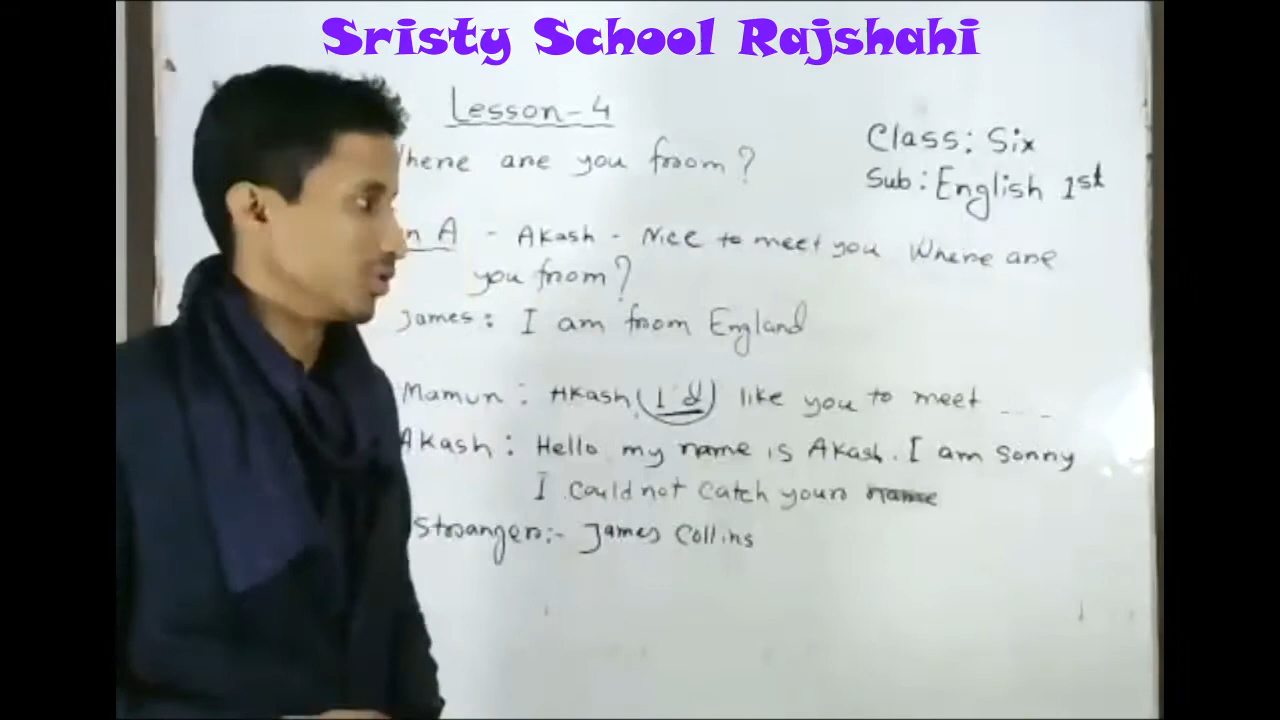 Sristy School Rajshahi
Lesson-4
Where are you from?
Class: Six
Sub: English 1st
n A - Akash - Nice to meet you Where are
you from?
James: I am from England
Mamun: Akash, I'd like you to meet ....
Akash: Hello my name is Akash. I am sorry
I could not catch your name
Stranger:- James Collins